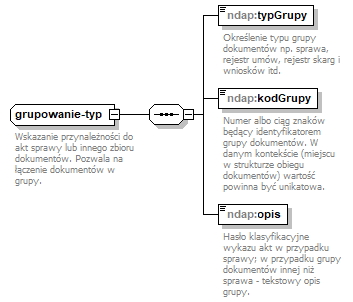 ndap:typGrupy
Określenie typu grupy
dokumentów np. sprawa,
rejestr umów, rejestr skarg i
wniosków itd.
grupowanie-typ
Wskazanie przynależności do
akt sprawy lub innego zbioru
dokumentów. Pozwala na
łączenie dokumentów w
grupy.
ndap:kodGrupy
Numer albo ciąg znaków
będący identyfikatorem
grupy dokumentów. W
danym kontekście (miejscu
w strukturze obiegu
dokumentów) wartość
powinna być unikatowa.
ndap:opis
Hasło klasyfikacyjne
wykazu akt w przypadku
sprawy; w przypadku grupy
dokumentów innej niż
sprawa - tekstowy opis
grupy.